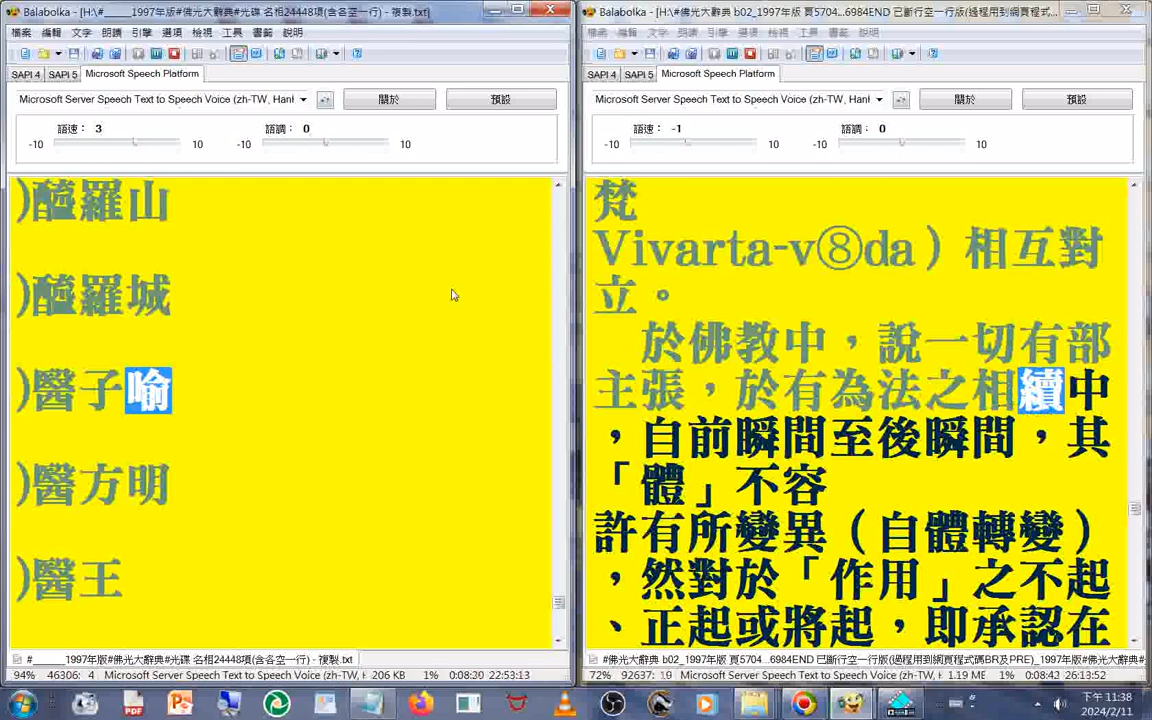 Balabolka - [H:\#_____1997年版#佛光大辭典#光碟 名相24448項(含各空一行) - 複製.txt]
檔案 編輯 文字 朗讀 引擎 選項 檢視 工具 書籤 說明
SAPI 4 SAPI 5 Microsoft Speech Platform
Microsoft Server Speech Text to Speech Voice (zh-TW, HanH
關於
預設
語速： 3
語調： 0
-10 10 -10 10
)醯羅山
)醯羅城
)醫子喻
)醫方明
)醫王
#_____1997年版#佛光大辭典#光碟 名相24448項(含各空一行) - 複製.txt
94% 46306: 4 Microsoft Server Speech Text to Speech Voice (zh-TW, H 206 KB 1% 0:08:20 22:53:13
Balabolka - [H:\#佛光大辭典 b02_1997年版 頁5704...6984END 已斷行空一行版(過程用到網頁程式...
檔案 編輯 文字 朗讀 引擎 選項 檢視 工具 書籤 說明
SAPI 4 SAPI 5 Microsoft Speech Platform
Microsoft Server Speech Text to Speech Voice (zh-TW, HanH
關於
預設
語速： -1
語調： 0
-10 10 -10 10
梵
Vivarta-v⑧da）相互對
立。
於佛教中，說一切有部
主張，於有為法之相續中
，自前瞬間至後瞬間，其
「體」不容
許有所變異（自體轉變）
，然對於「作用」之不起
、正起或將起，即承認在
#佛光大辭典 b02_1997年版 頁5704...6984END 已斷行空一行版(過程用到網頁程式碼BR及PRE)_1997年版#
72% 92637: 19 Microsoft Server Speech Text to Speech Voice (zh-TW, H 1.19 MB 1% 0:08:42 26:13:52
下午 11:38
2024/2/11